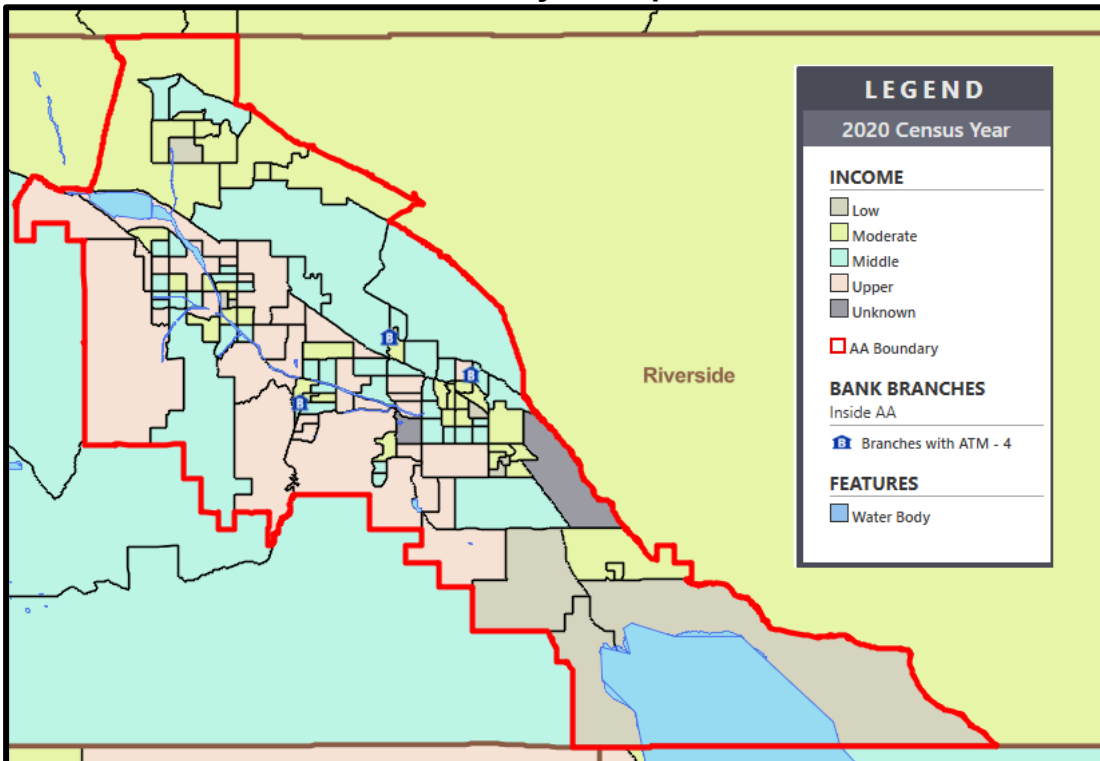 LEGEND
2020 Census Year
INCOME
Low
Moderate
Middle
Upper
Unknown
AA Boundary
BANK BRANCHES
Inside AA
B Branches with ATM - 4
FEATURES
Water Body
Riverside
B
B
B